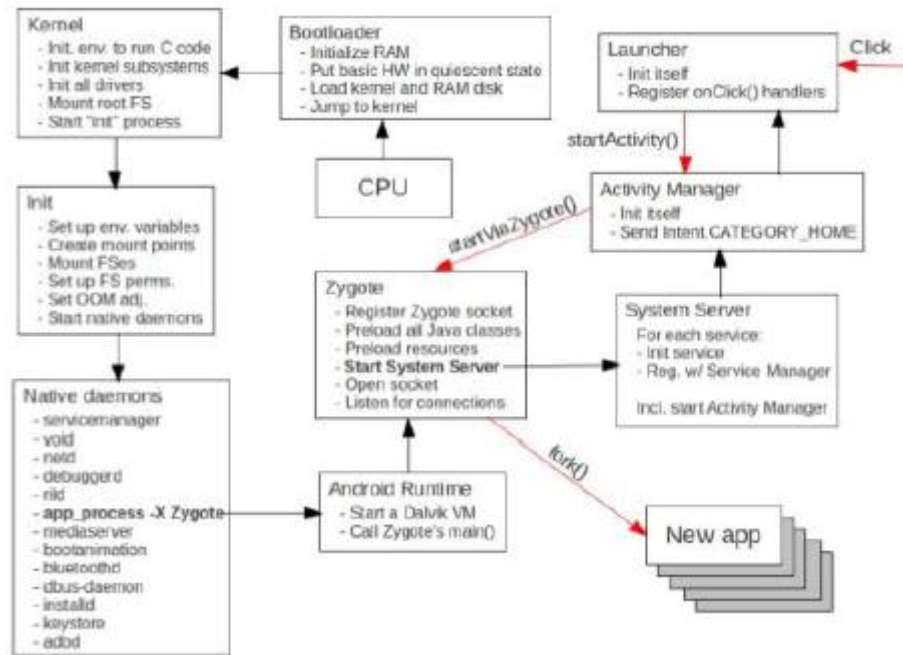 Kernel
- Init. env. to run C code
- Init kernel subsystems
- Init all drivers
- Mount root FS
- Start "init" process
Bootloader
- Initialize RAM
- Put basic HW in quiescent state
- Load kernel and RAM disk
- Jump to kernel
CPU
Launcher
- Init itself
- Register onClick() handlers
Click
startActivity()
Activity Manager
- Init itself
- Send Intent.CATEGORY_HOME
startViaZygote()
Init
- Set up env. variables
- Create mount points
- Mount FSes
- Set up FS perms.
- Set OOM adj.
- Start native daemons
Zygote
- Register Zygote socket
- Preload all Java classes
- Preload resources
- Start System Server
- Open socket
- Listen for connections
System Server
For each service:
- Init service
- Reg. w/ Service Manager
Incl. start Activity Manager
Native daemons
- servicemanager
- vold
- netd
- debuggerd
- rild
- app_process -X Zygote
- mediaserver
- bootanimation
- bluetoothd
- dbus-daemon
- installd
- keystore
- adbd
Android Runtime
- Start a Dalvik VM
- Call Zygote's main()
fork()
New app